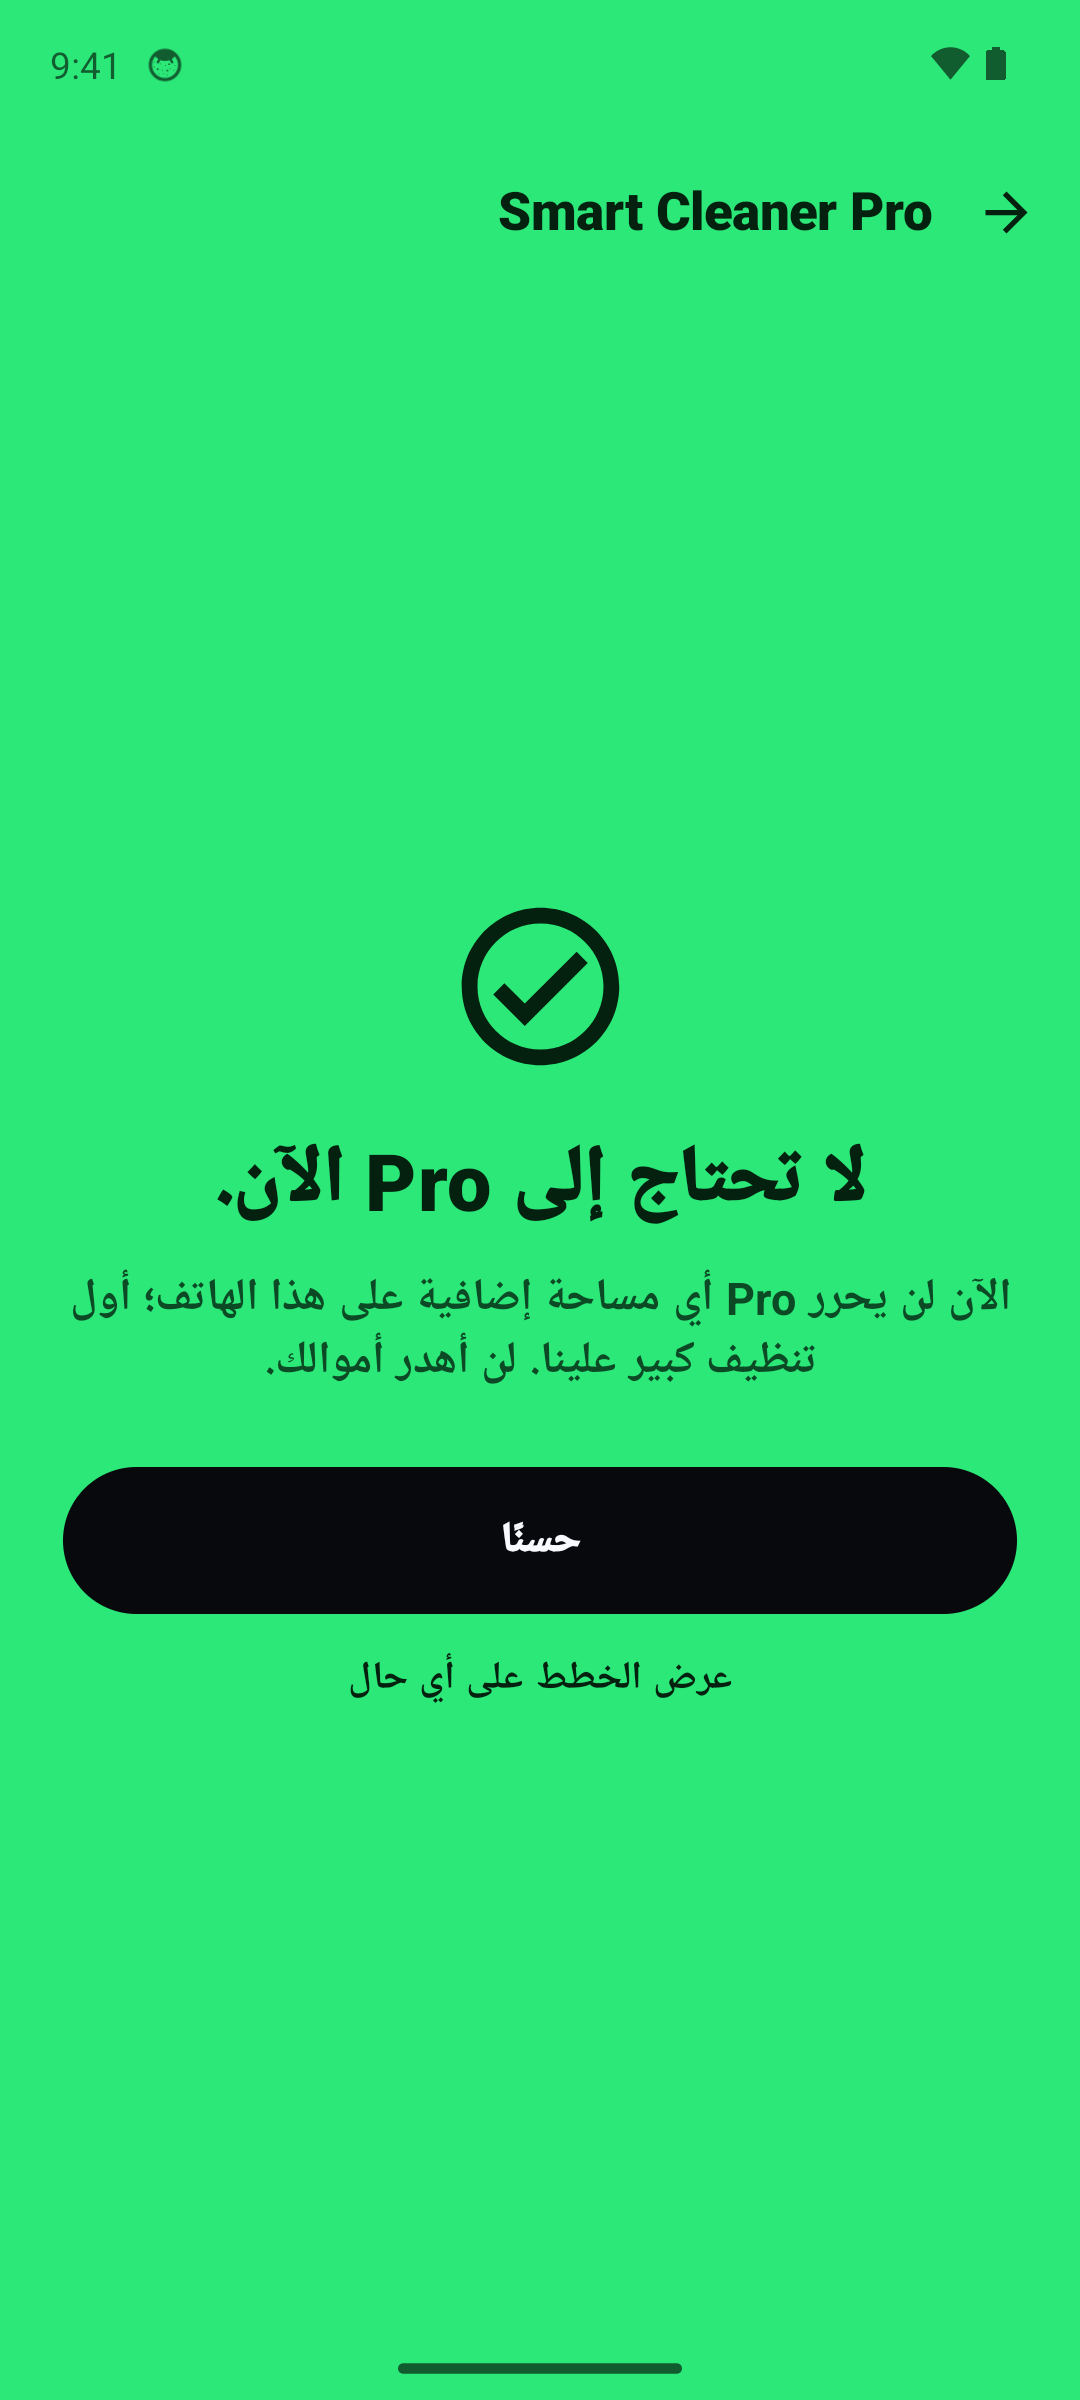 9:41
Smart Cleaner Pro
لا تحتاج إلى Pro الآن.
الآن لن يحرر Pro أي مساحة إضافية على هذا الهاتف؛ أول
تنظيف كبير علينا. لن أهدر أموالك.
حسنًا
عرض الخطط على أي حال